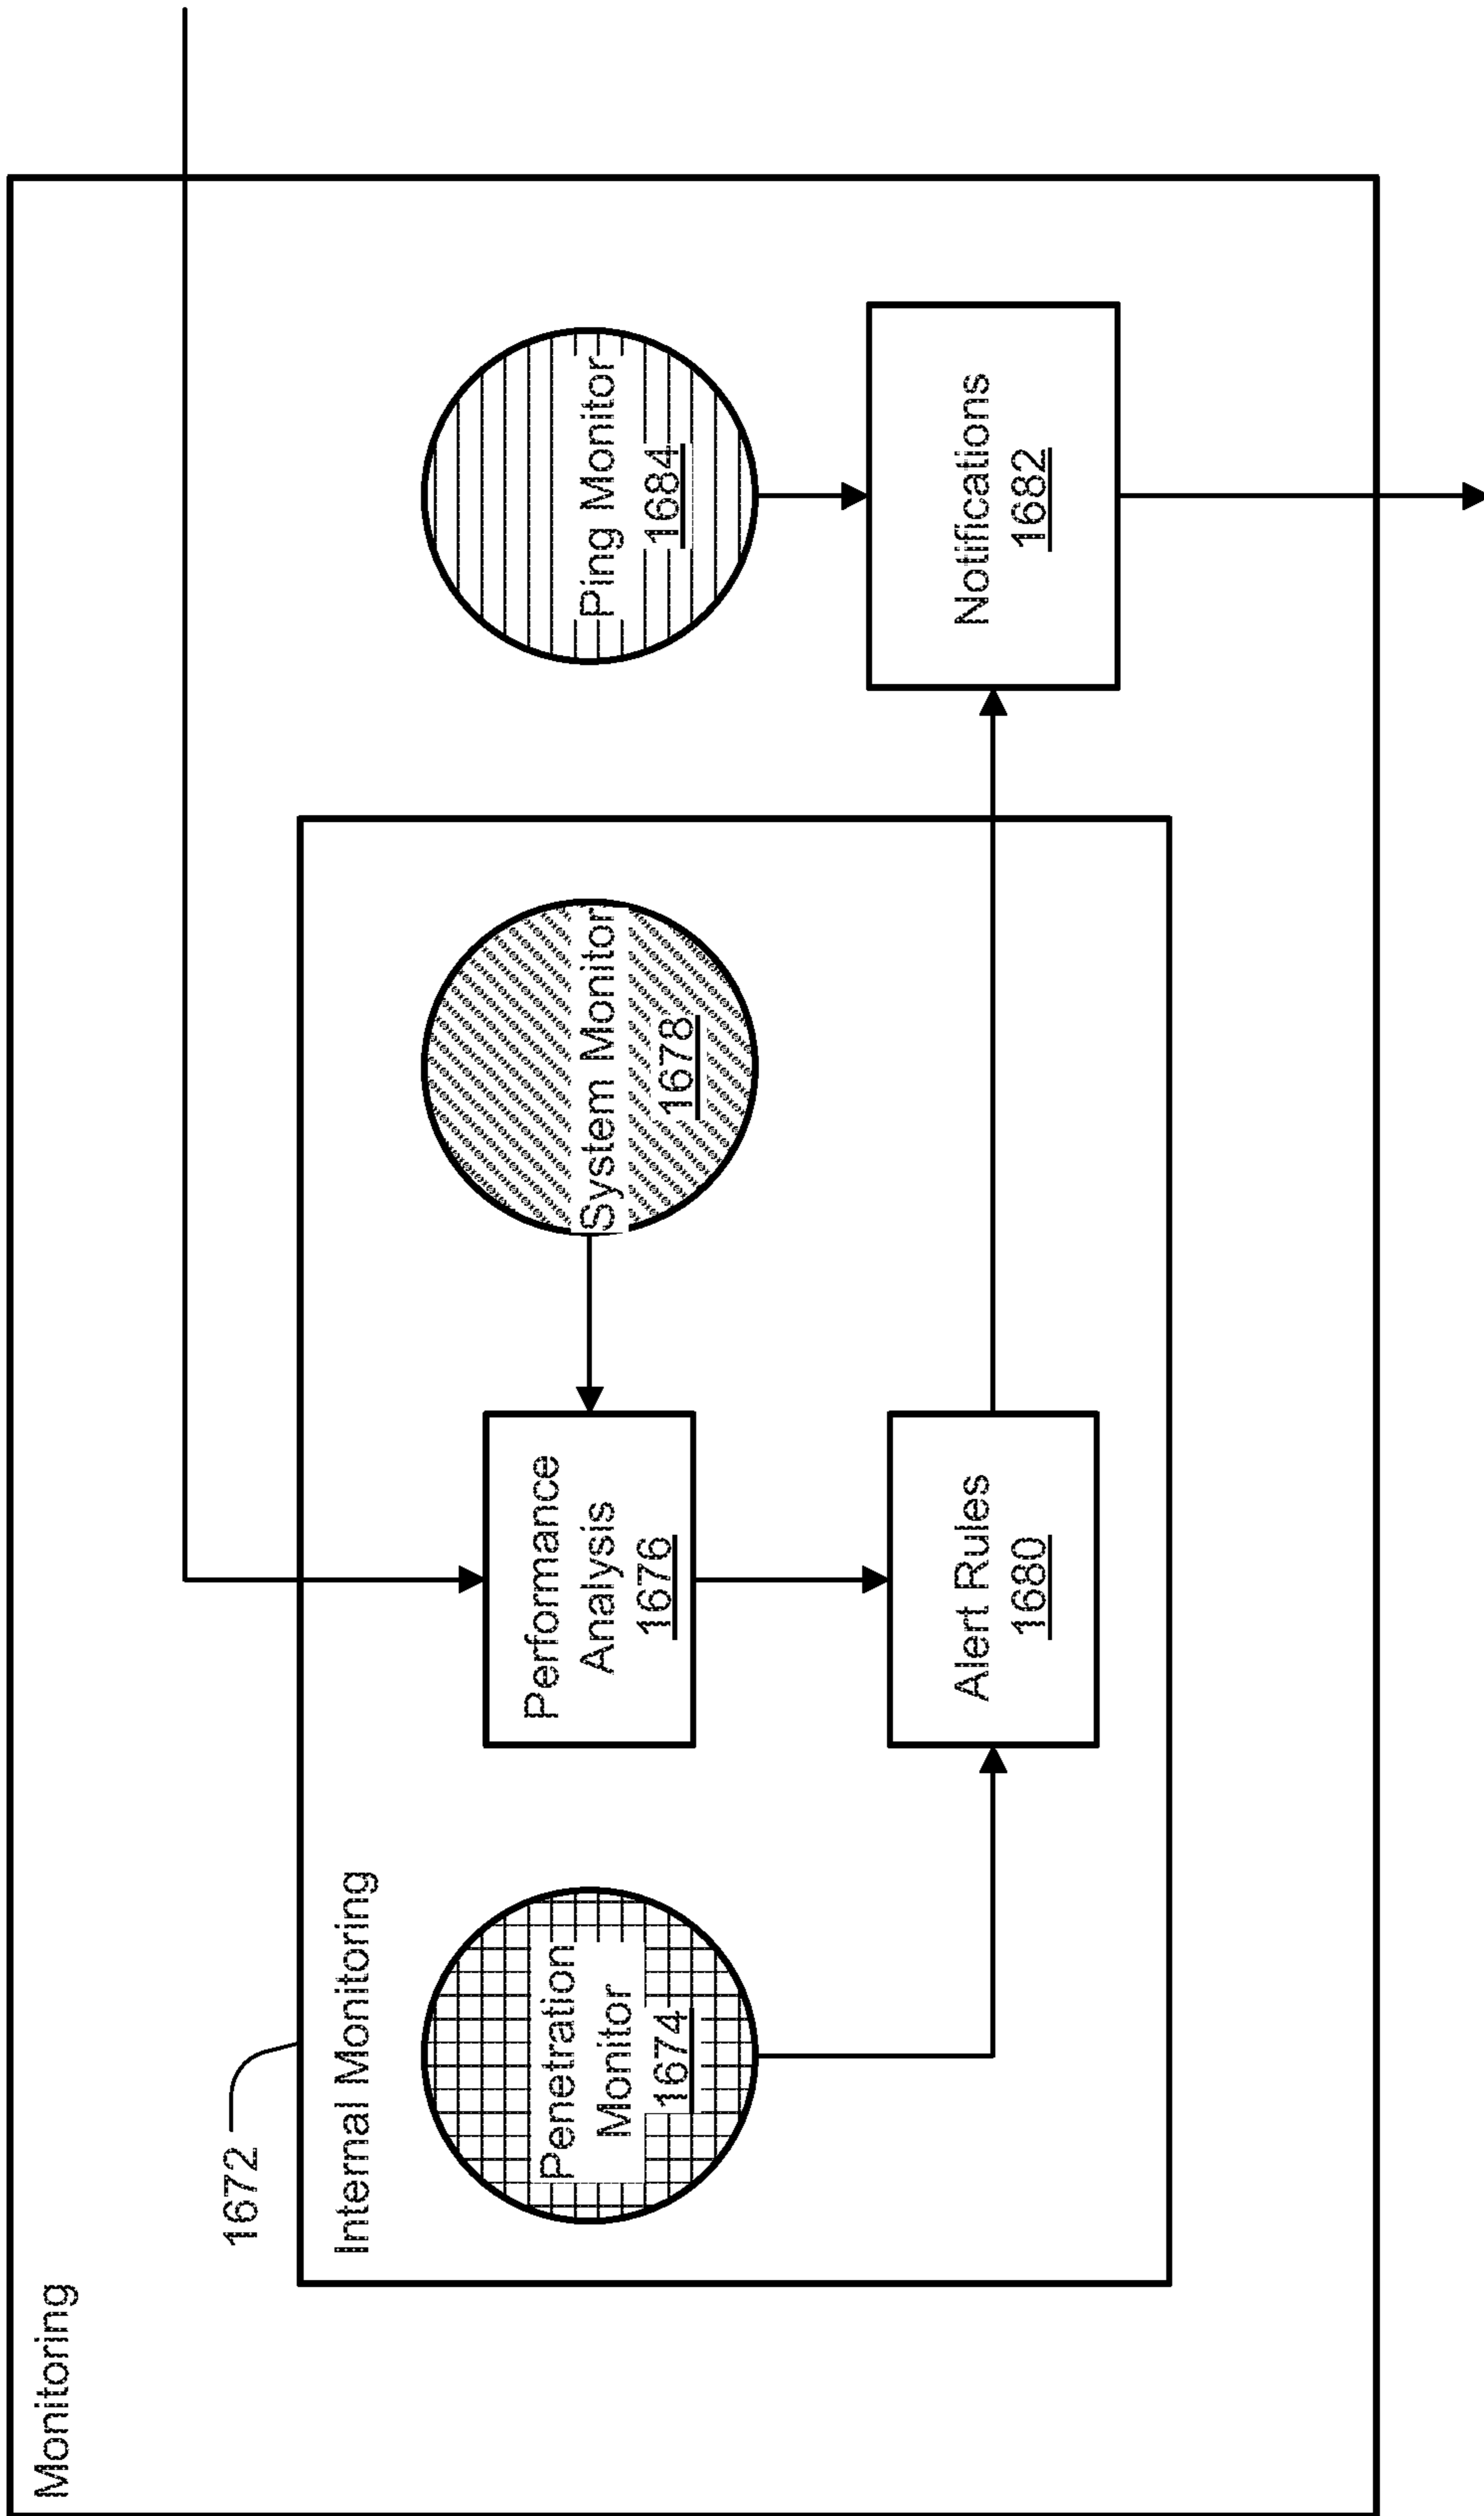 Monitoring
1672
Internal Monitoring
Penetration
Monitor
1674
Performance
Analysis
1676
System Monitor
1678
Ping Monitor
1684
Alert Rules
1680
Notifications
1682